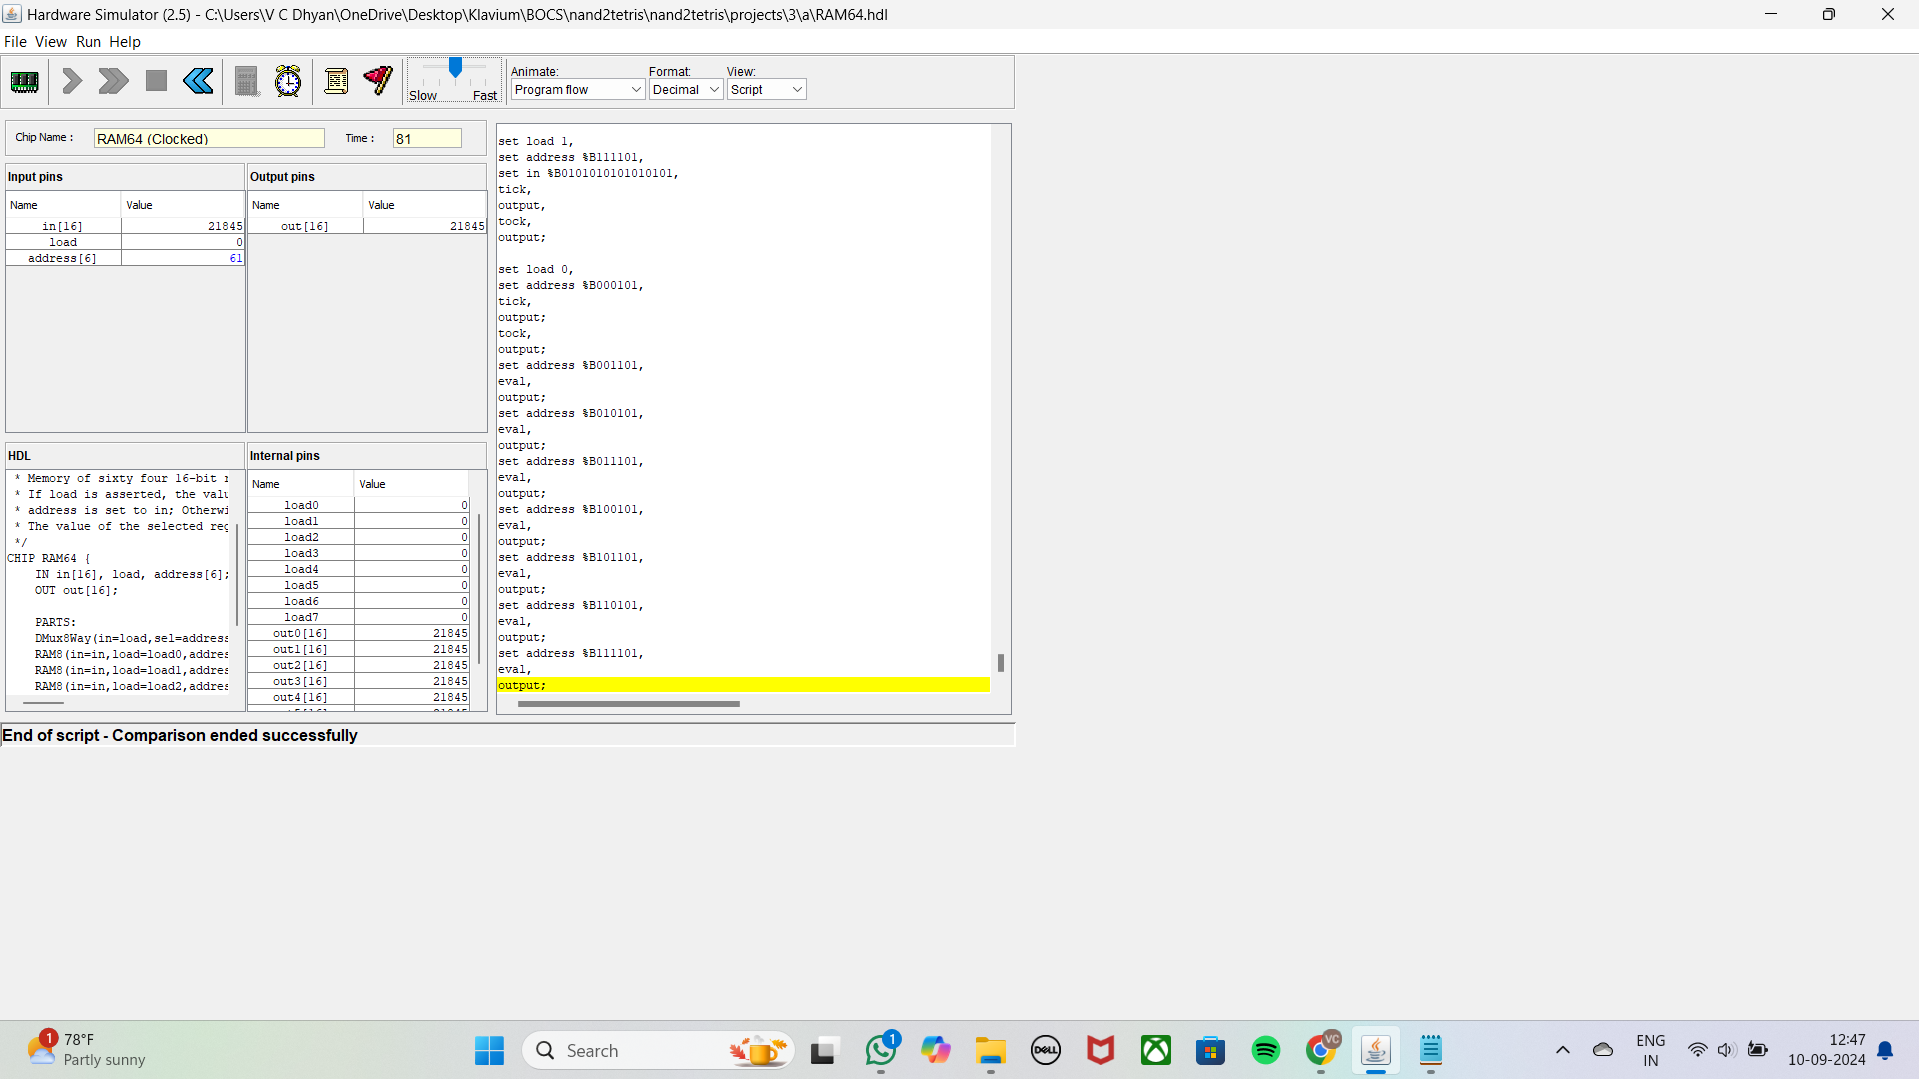 Hardware Simulator (2.5) - C:\Users\V C Dhyan\OneDrive\Desktop\Klavium\BOCS\nand2tetris\nand2tetris\projects\3\a\RAM64.hdl
File View Run Help
Slow Fast
Animate:
Program flow
Format:
Decimal
View:
Script
Chip Name : RAM64 (Clocked) Time : 81
Input pins
Name Value
in[16] 21845
load 0
address[6] 61
Output pins
Name Value
out[16] 21845
HDL
* Memory of sixty four 16-bit
* If load is asserted, the
* address is set to in;
* The value of the selected
*/
CHIP RAM64 {
IN in[16], load, address[6];
OUT out[16];
PARTS:
DMux8Way(in=load,sel=address
RAM8(in=in,load=load0,addres
RAM8(in=in,load=load1,addres
RAM8(in=in,load=load2,addres
Internal pins
Name Value
load0 0
load1 0
load2 0
load3 0
load4 0
load5 0
load6 0
load7 0
out0[16] 21845
out1[16] 21845
out2[16] 21845
out3[16] 21845
out4[16] 21845
set load 1,
set address %B111101,
set in %B0101010101010101,
tick,
output,
tock,
output;
set load 0,
set address %B000101,
tick,
output;
tock,
output;
set address %B001101,
eval,
output;
set address %B010101,
eval,
output;
set address %B011101,
eval,
output;
set address %B100101,
eval,
output;
set address %B101101,
eval,
output;
set address %B110101,
eval,
output;
set address %B111101,
eval,
output;
End of script - Comparison ended successfully
1
78°F
Partly sunny
Search
1
DELL
VC
ENG
IN
12:47
10-09-2024